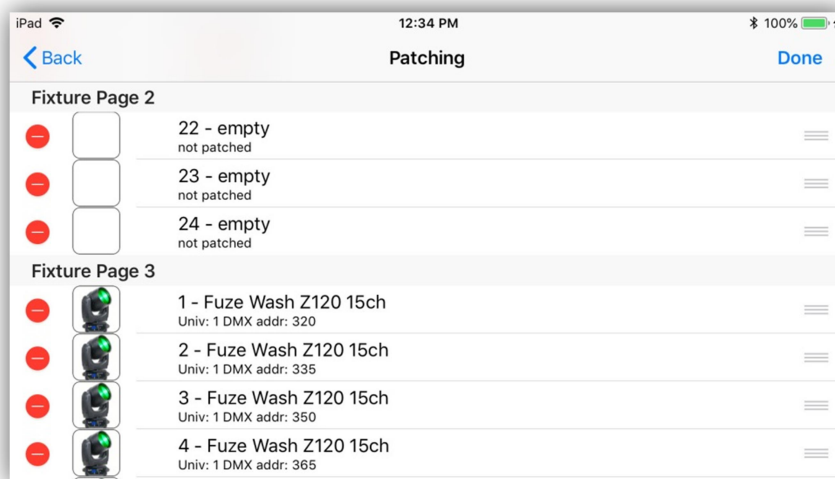 iPad 12:34 PM 100%
Back Patching Done
Fixture Page 2
22 - empty
not patched
23 - empty
not patched
24 - empty
not patched
Fixture Page 3
1 - Fuze Wash Z120 15ch
Univ: 1 DMX addr: 320
2 - Fuze Wash Z120 15ch
Univ: 1 DMX addr: 335
3 - Fuze Wash Z120 15ch
Univ: 1 DMX addr: 350
4 - Fuze Wash Z120 15ch
Univ: 1 DMX addr: 365